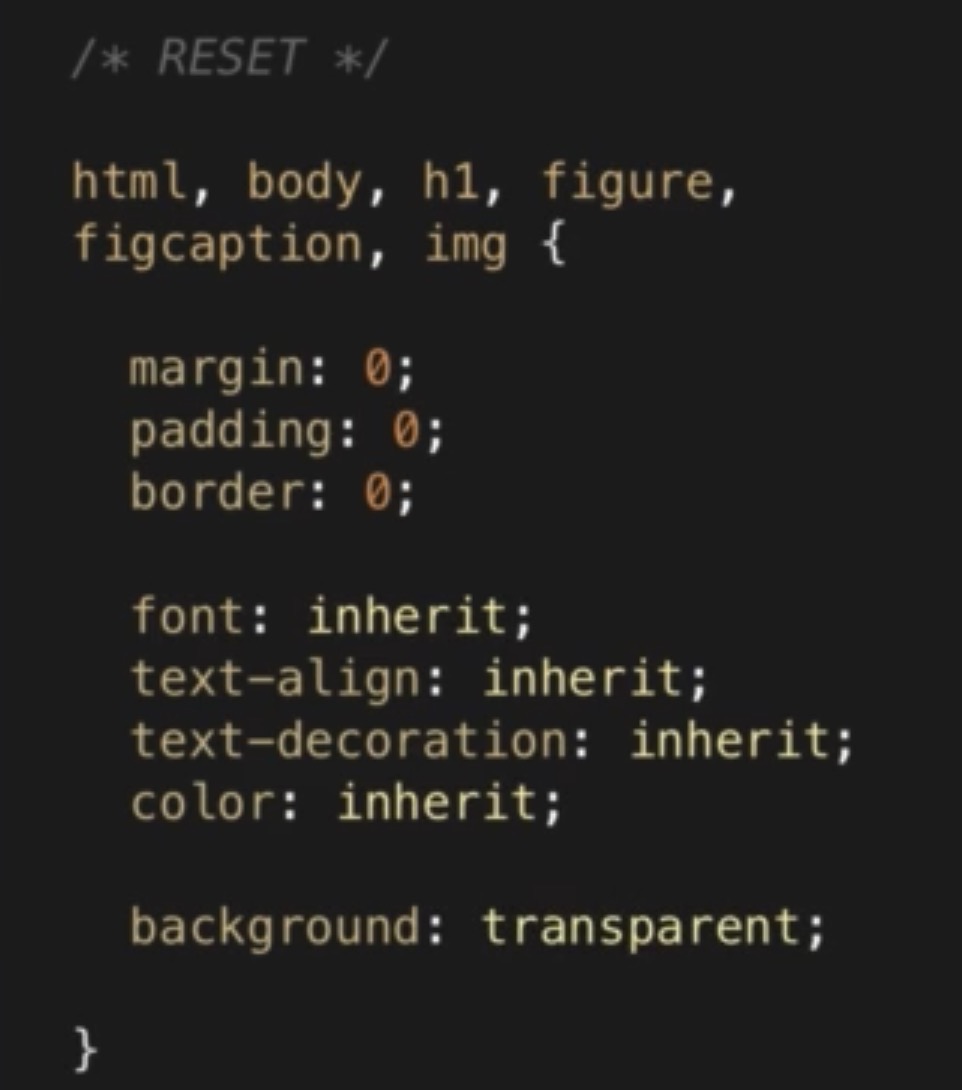 /* RESET */
html, body, h1, figure,
figcaption, img {
margin: 0;
padding: 0;
border: 0;
font: inherit;
text-align: inherit;
text-decoration: inherit;
color: inherit;
background: transparent;
}